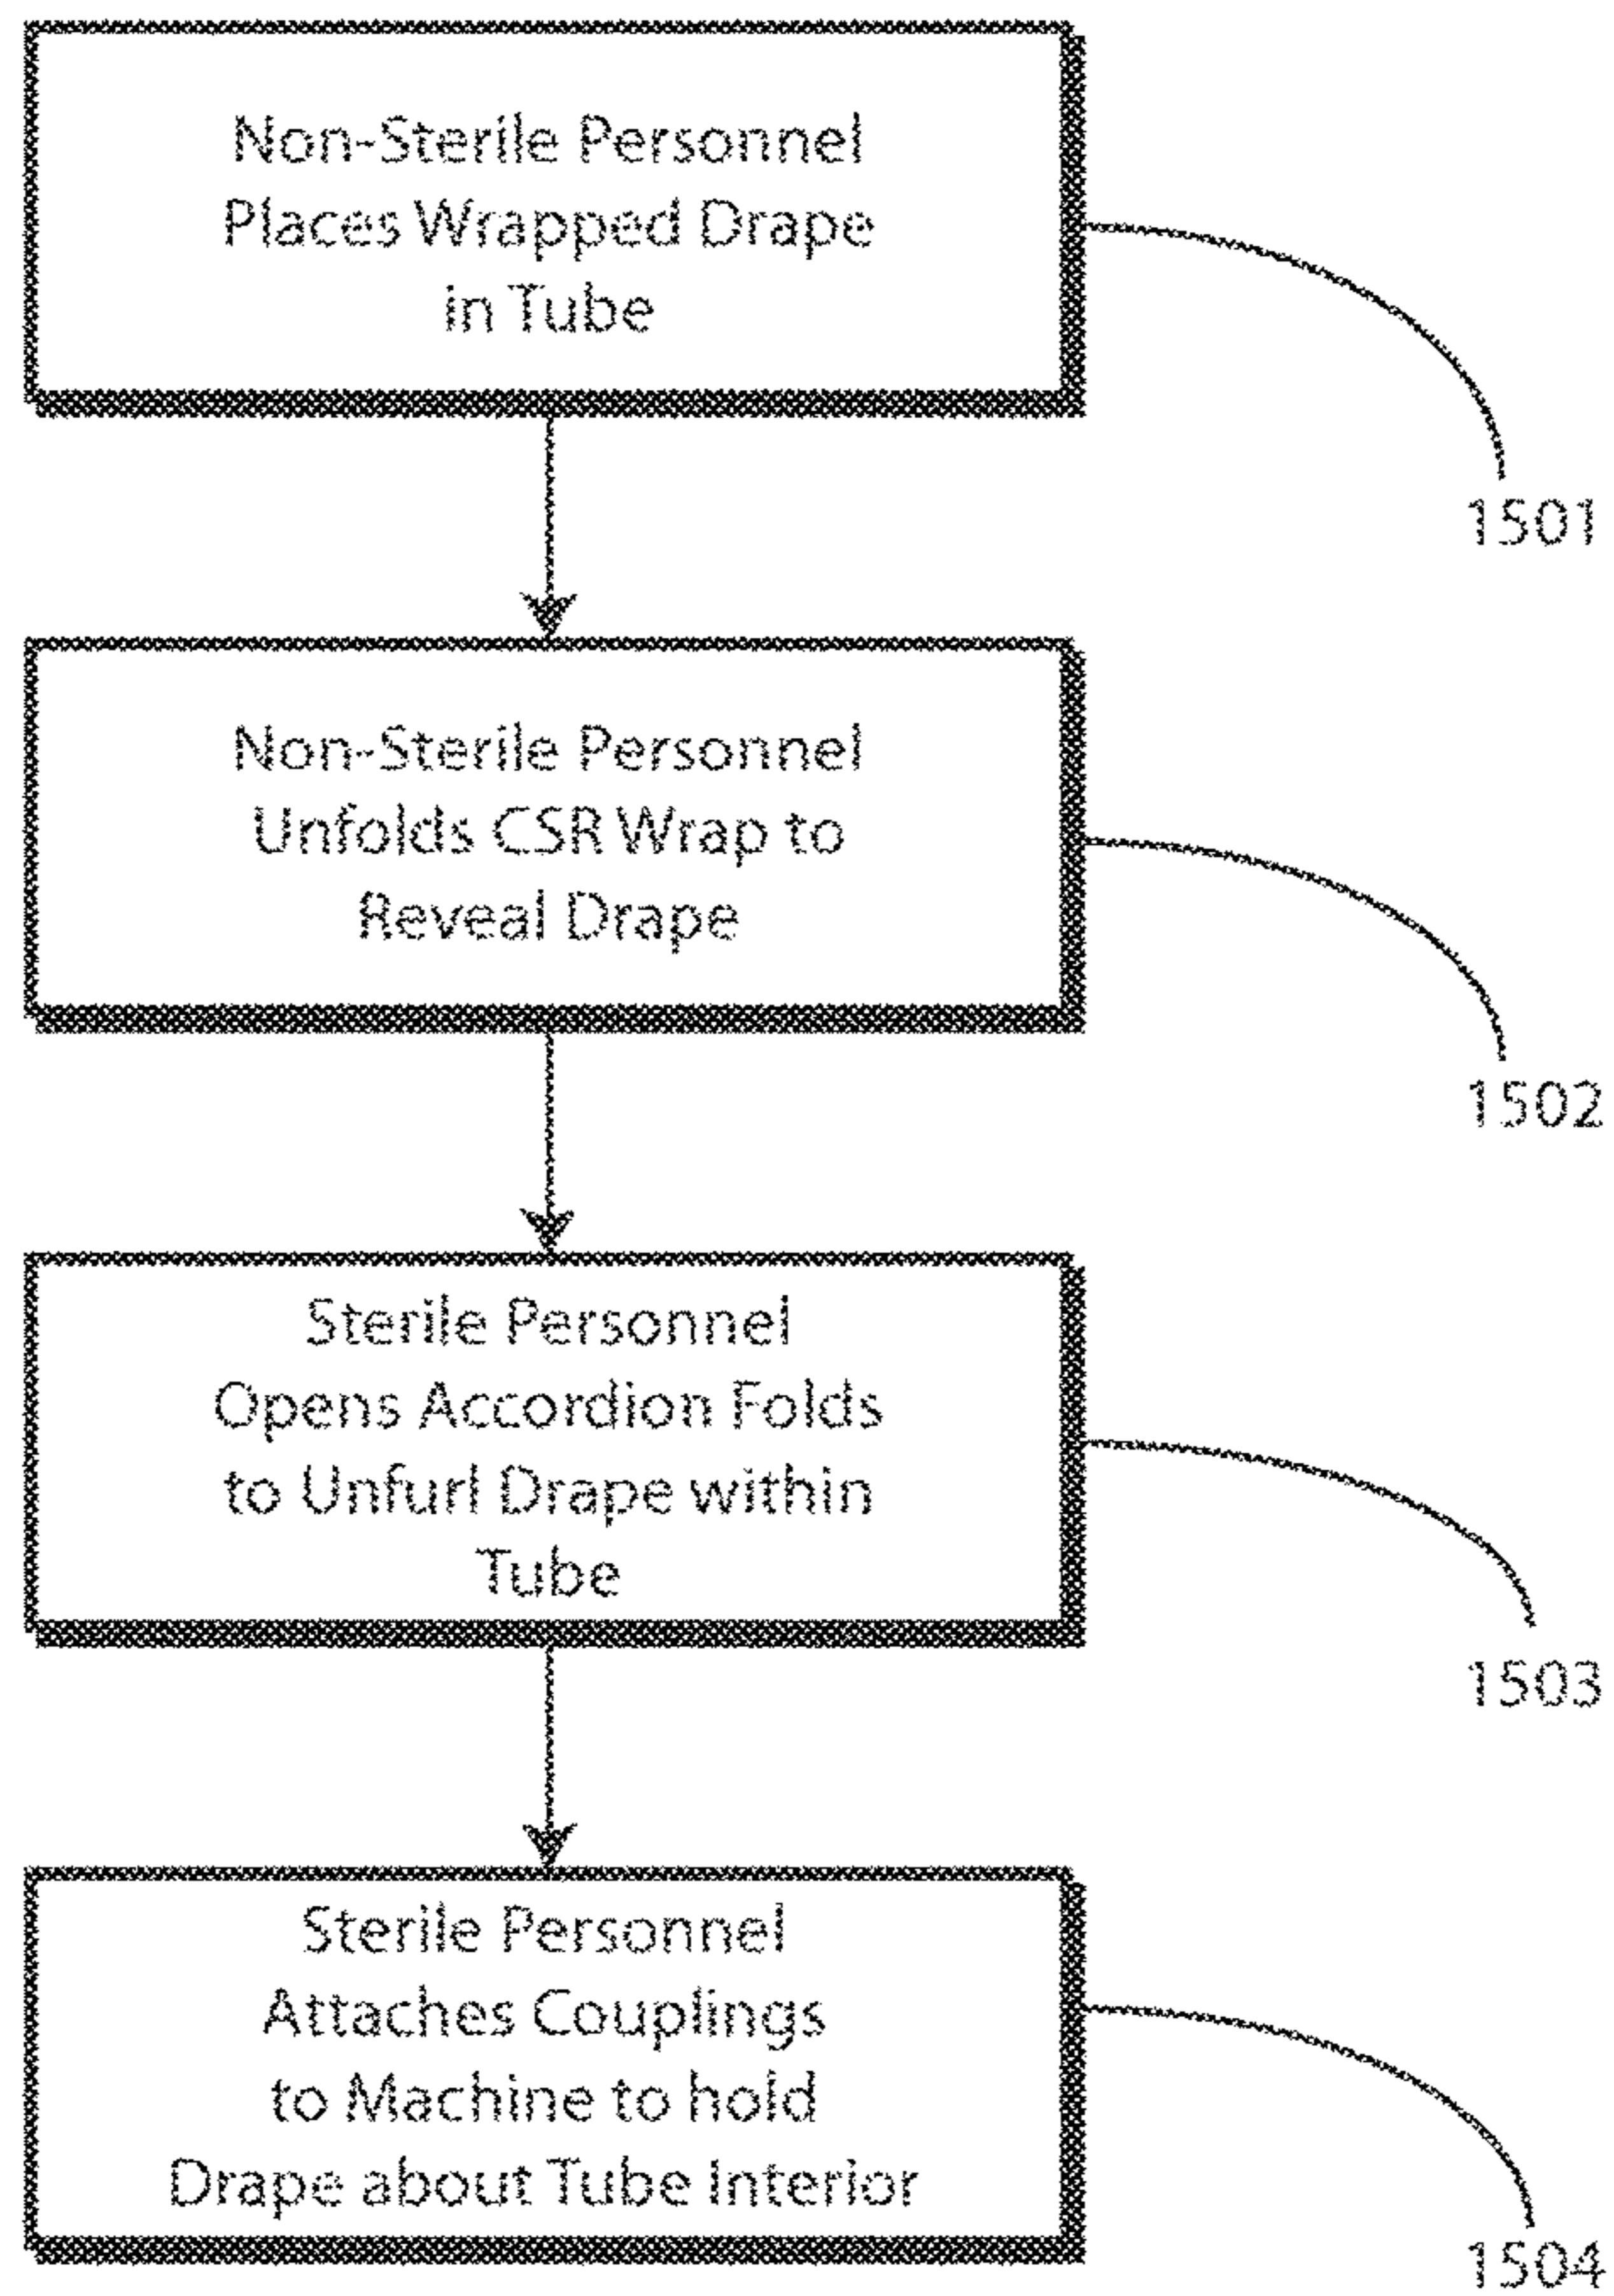 Non-Sterile Personnel
Places Wrapped Drape
in Tube
1501
Non-Sterile Personnel
Unfolds CSR Wrap to
Reveal Drape
1502
Sterile Personnel
Opens Accordion Folds
to Unfurl Drape within
Tube
1503
Sterile Personnel
Attaches Couplings
to Machine to hold
Drape about Tube Interior
1504